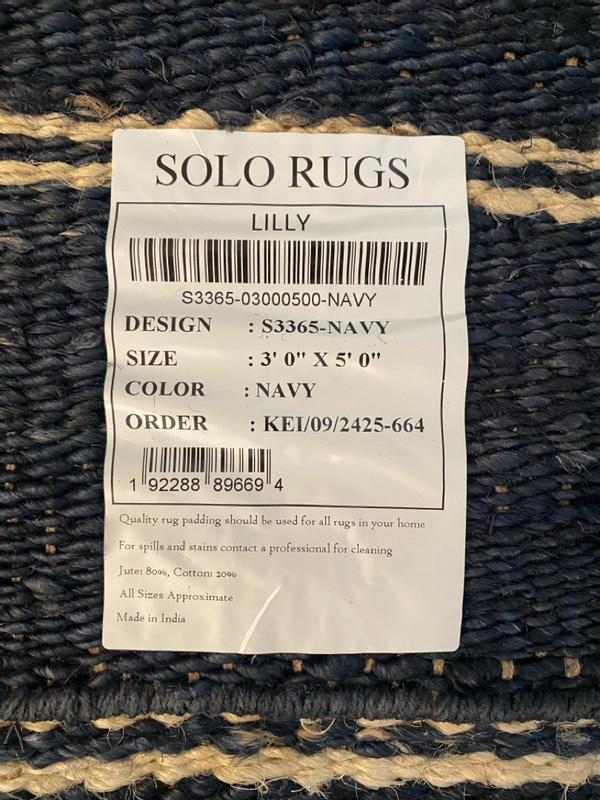 SOLO RUGS
LILLY
S3365-03000500-NAVY
DESIGN : S3365-NAVY
SIZE : 3' 0" X 5' 0"
COLOR : NAVY
ORDER : KEI/09/2425-664
1 92288 89669 4
Quality rug padding should be used for all rugs in your home
For spills and stains contact a professional for cleaning
Jute: 80%, Cotton: 20%
All Sizes Approximate
Made in India